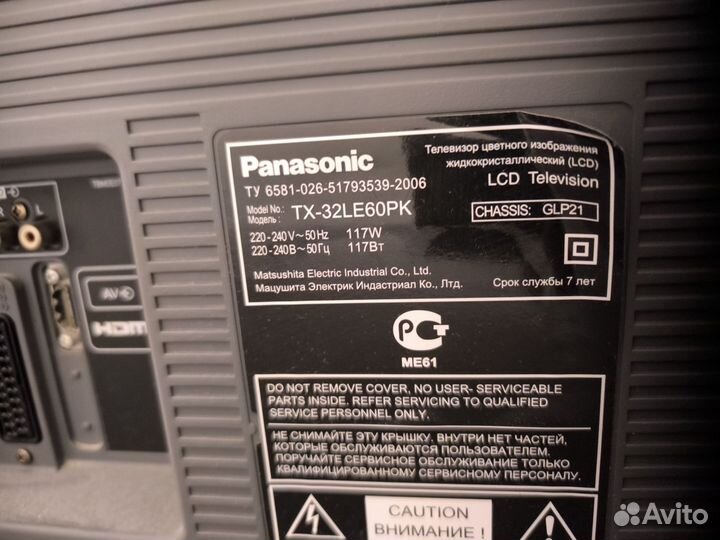 Panasonic
Телевизор цветного изображения
жидкокристаллический (LCD)
ТУ 6581-026-51793539-2006
LCD Television
Model No.:
Модель:
TX-32LE60PK
CHASSIS: GLP21
220-240V~50Hz 117W
220-240В~50Гц 117Вт
Matsushita Electric Industrial Co., Ltd.
Мацушита Электрик Индастриал Ко., Лтд.
Срок службы 7 лет
РСТ
ME61
DO NOT REMOVE COVER, NO USER- SERVICEABLE
PARTS INSIDE. REFER SERVICING TO QUALIFIED
SERVICE PERSONNEL ONLY.
НЕ СНИМАЙТЕ ЭТУ КРЫШКУ. ВНУТРИ НЕТ ЧАСТЕЙ,
КОТОРЫЕ ОБСЛУЖИВАЮТСЯ ПОЛЬЗОВАТЕЛЕМ.
ПОРУЧАЙТЕ СЕРВИСНОЕ ОБСЛУЖИВАНИЕ ТОЛЬКО
КВАЛИФИЦИРОВАННОМУ СЕРВИСНОМУ ПЕРСОНАЛУ.
CAUTION
ВНИМАНИЕ !
R L
AV
HDMI
Avito